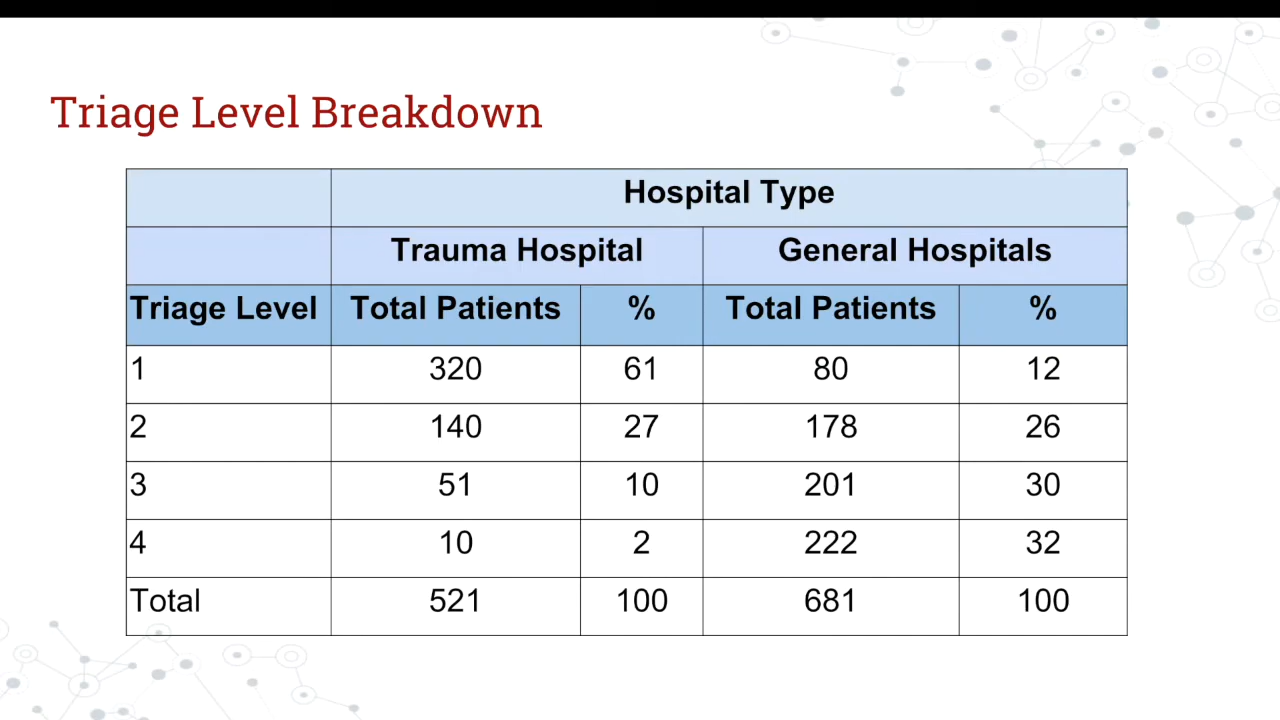 Triage Level Breakdown
Hospital Type
Trauma Hospital General Hospitals
Triage Level Total Patients % Total Patients %
1 320 61 80 12
2 140 27 178 26
3 51 10 201 30
4 10 2 222 32
Total 521 100 681 100